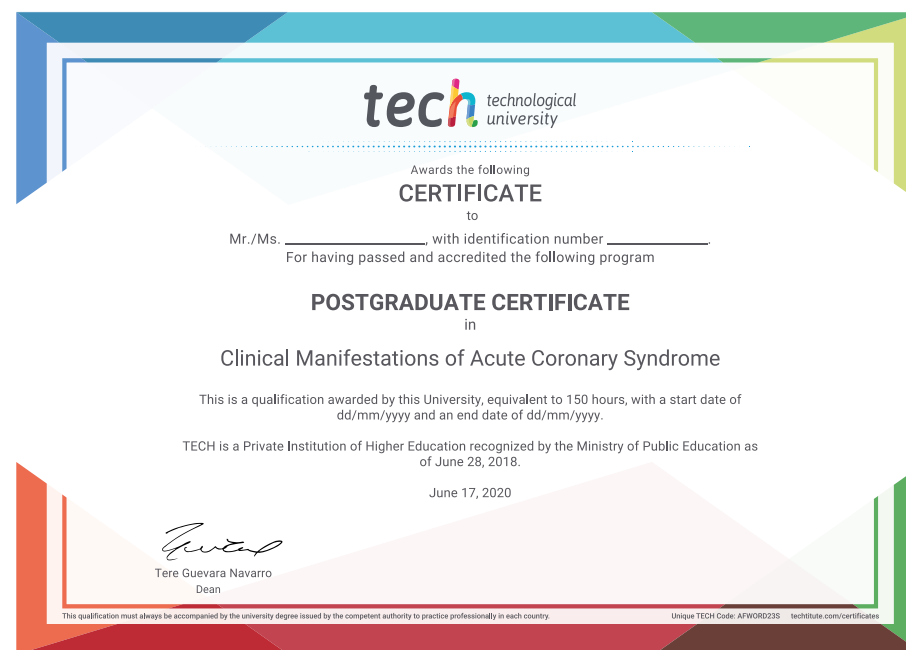 tech technological
university
Awards the following
CERTIFICATE
to
Mr./Ms. ____________________, with identification number ______________.
For having passed and accredited the following program
POSTGRADUATE CERTIFICATE
in
Clinical Manifestations of Acute Coronary Syndrome
This is a qualification awarded by this University, equivalent to 150 hours, with a start date of
dd/mm/yyyy and an end date of dd/mm/yyyy.
TECH is a Private Institution of Higher Education recognized by the Ministry of Public Education as
of June 28, 2018.
June 17, 2020
Tere Guevara Navarro
Dean
This qualification must always be accompanied by the university degree issued by the competent authority to practice professionally in each country.
Unique TECH Code: AFWORD23S techtitute.com/certificates